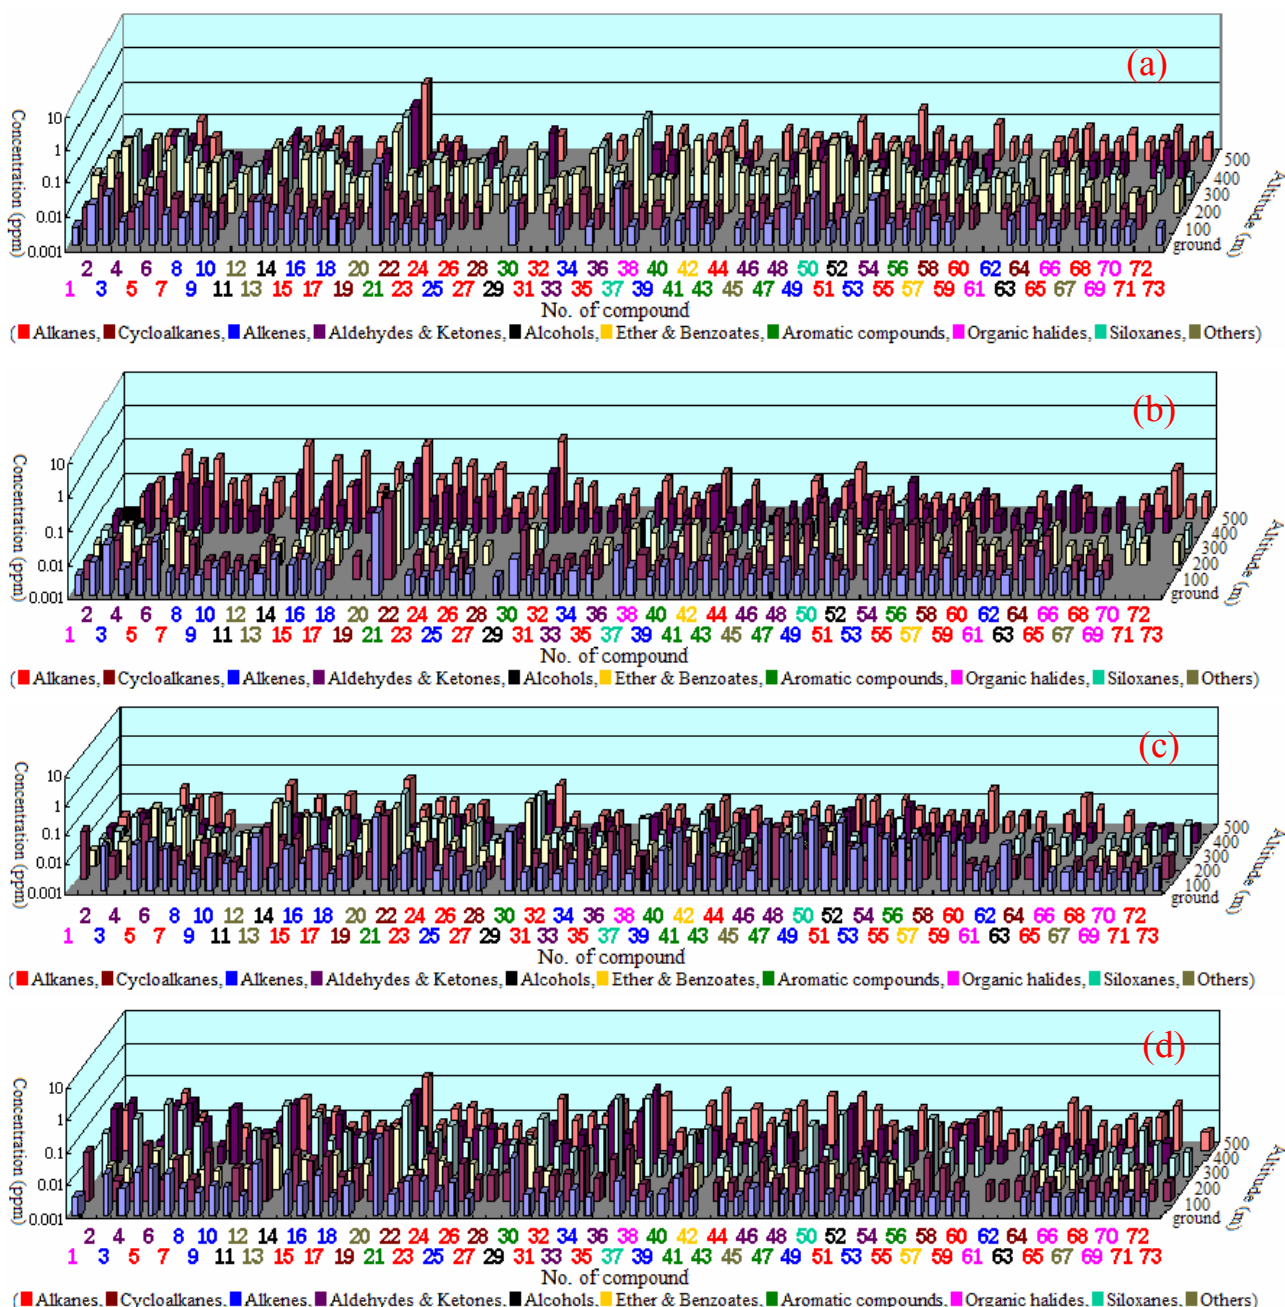 (a)
Concentration (ppm)
10
1
0.1
0.01
0.001
500
400
300
200
100
ground
Altitude (m)
2 4 6 8 10 12 14 16 18 20 22 24 26 28 30 32 34 36 38 40 42 44 46 48 50 52 54 56 58 60 62 64 66 68 70 72
1 3 5 7 9 11 13 15 17 19 21 23 25 27 29 31 33 35 37 39 41 43 45 47 49 51 53 55 57 59 61 63 65 67 69 71 73
No. of compound
( Alkanes, Cycloalkanes, Alkenes, Aldehydes & Ketones, Alcohols, Ether & Benzoates, Aromatic compounds, Organic halides, Siloxanes, Others)
(b)
Concentration (ppm)
10
1
0.1
0.01
0.001
500
400
300
200
100
ground
Altitude (m)
2 4 6 8 10 12 14 16 18 20 22 24 26 28 30 32 34 36 38 40 42 44 46 48 50 52 54 56 58 60 62 64 66 68 70 72
1 3 5 7 9 11 13 15 17 19 21 23 25 27 29 31 33 35 37 39 41 43 45 47 49 51 53 55 57 59 61 63 65 67 69 71 73
No. of compound
( Alkanes, Cycloalkanes, Alkenes, Aldehydes & Ketones, Alcohols, Ether & Benzoates, Aromatic compounds, Organic halides, Siloxanes, Others)
(c)
Concentration (ppm)
10
1
0.1
0.01
0.001
500
400
300
200
100
ground
Altitude (m)
2 4 6 8 10 12 14 16 18 20 22 24 26 28 30 32 34 36 38 40 42 44 46 48 50 52 54 56 58 60 62 64 66 68 70 72
1 3 5 7 9 11 13 15 17 19 21 23 25 27 29 31 33 35 37 39 41 43 45 47 49 51 53 55 57 59 61 63 65 67 69 71 73
No. of compound
( Alkanes, Cycloalkanes, Alkenes, Aldehydes & Ketones, Alcohols, Ether & Benzoates, Aromatic compounds, Organic halides, Siloxanes, Others)
(d)
Concentration (ppm)
10
1
0.1
0.01
0.001
500
400
300
200
100
ground
Altitude (m)
2 4 6 8 10 12 14 16 18 20 22 24 26 28 30 32 34 36 38 40 42 44 46 48 50 52 54 56 58 60 62 64 66 68 70 72
1 3 5 7 9 11 13 15 17 19 21 23 25 27 29 31 33 35 37 39 41 43 45 47 49 51 53 55 57 59 61 63 65 67 69 71 73
No. of compound
( Alkanes, Cycloalkanes, Alkenes, Aldehydes & Ketones, Alcohols, Ether & Benzoates, Aromatic compounds, Organic halides, Siloxanes, Others)